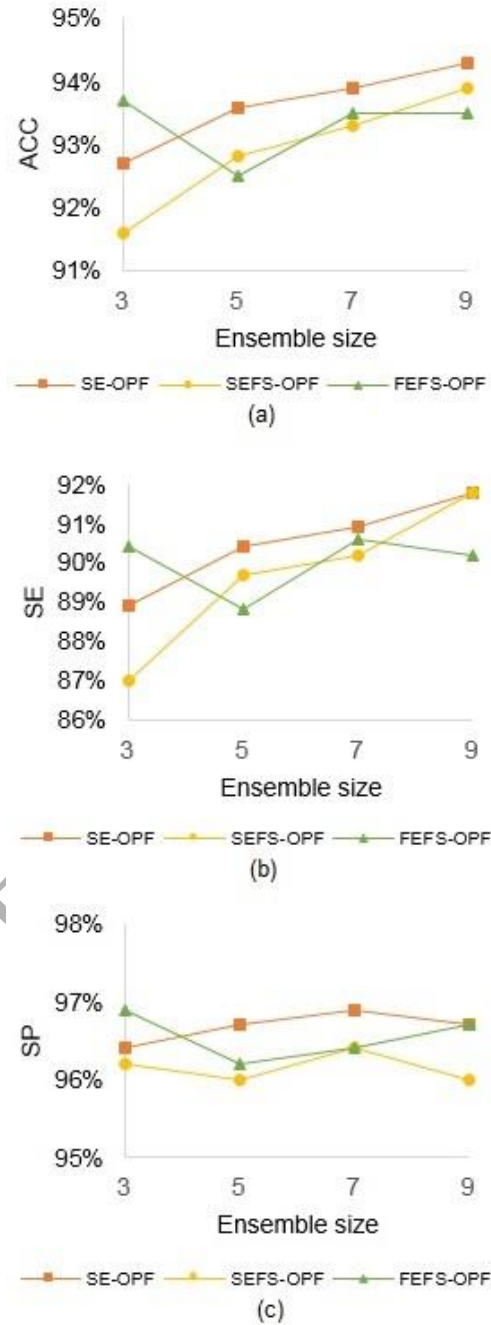 95%
94%
93%
92%
91%
ACC
3 5 7 9
Ensemble size
SE-OPF SEFS-OPF FEFS-OPF
(a)
92%
91%
90%
89%
88%
87%
86%
SE
3 5 7 9
Ensemble size
SE-OPF SEFS-OPF FEFS-OPF
(b)
98%
97%
96%
95%
SP
3 5 7 9
Ensemble size
SE-OPF SEFS-OPF FEFS-OPF
(c)